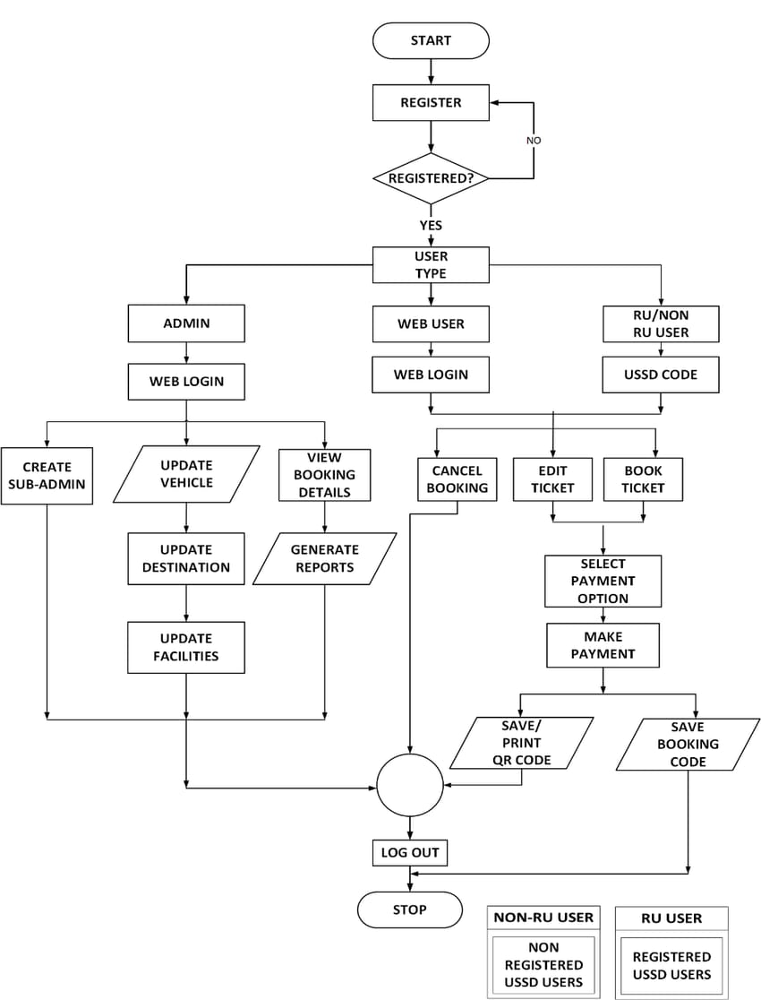 START
REGISTER
NO
REGISTERED?
YES
USER
TYPE
ADMIN
WEB USER
RU/NON
RU USER
WEB LOGIN
WEB LOGIN
USSD CODE
CREATE
SUB-ADMIN
UPDATE
VEHICLE
VIEW
BOOKING
DETAILS
CANCEL
BOOKING
EDIT
TICKET
BOOK
TICKET
UPDATE
DESTINATION
GENERATE
REPORTS
SELECT
PAYMENT
OPTION
UPDATE
FACILITIES
MAKE
PAYMENT
SAVE/
PRINT
QR CODE
SAVE
BOOKING
CODE
LOG OUT
STOP
NON-RU USER
NON
REGISTERED
USSD USERS
RU USER
REGISTERED
USSD USERS